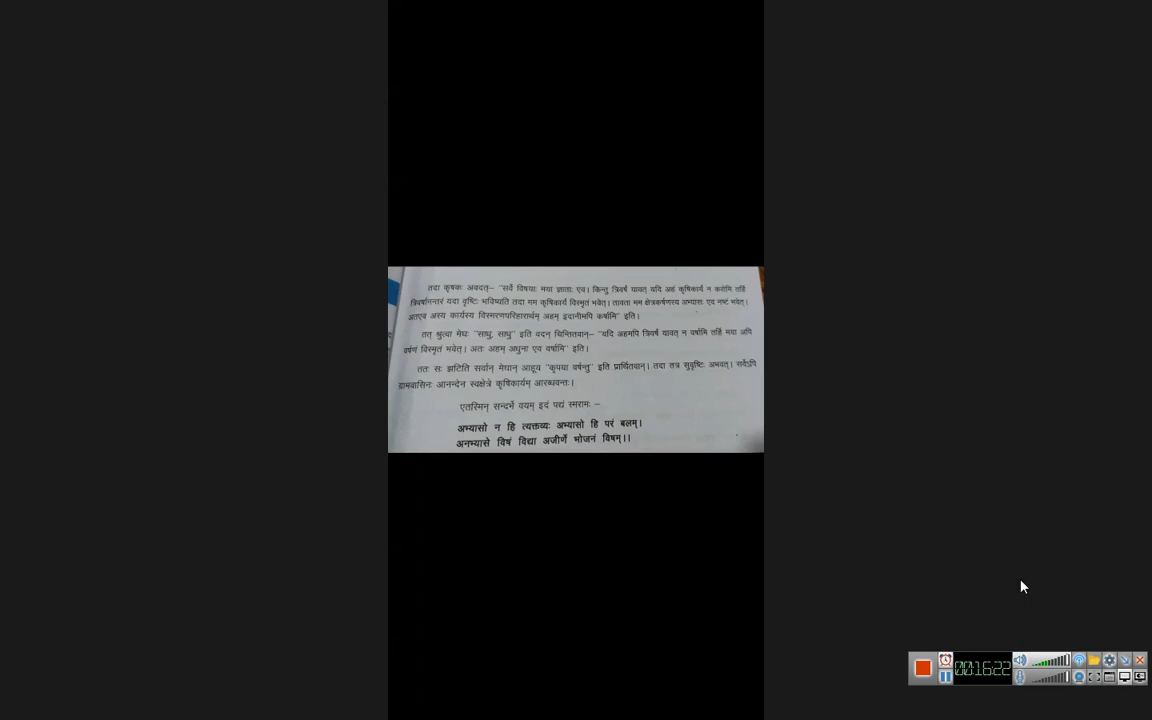 तदा कृषकः अवदत्– "सर्वे विषयाः मया ज्ञाताः एव। किन्तु त्रिवर्षं यावत् यदि अहं कृषिकार्यं न करोमि तर्हि
त्रिवर्षानन्तरं यदा वृष्टिः भविष्यति तदा मम कृषिकार्यं विस्मृतं भवेत्। तावता मम क्षेत्रकर्षणस्य अभ्यासः एव नष्टः भवेत्।
अतएव अस्य कार्यस्य विस्मरणपरिहारार्थम् अहम् इदानीमपि कर्षामि" इति।
तत् श्रुत्वा मेघः "साधु, साधु" इति वदन् चिन्तितवान्– "यदि अहमपि त्रिवर्षं यावत् न वर्षामि तर्हि मया अपि
वर्षणं विस्मृतं भवेत्। अतः अहम् अधुना एव वर्षामि" इति।
ततः सः झटिति सर्वान् मेघान् आहूय "कृपया वर्षन्तु" इति प्रार्थितवान्। तदा तत्र सुवृष्टिः अभवत्। सर्वेऽपि
ग्रामवासिनः आनन्देन स्वक्षेत्रे कृषिकार्यम् आरब्धवन्तः।
एतस्मिन् सन्दर्भे वयम् इदं पद्यं स्मरामः –
अभ्यासो न हि त्यक्तव्यः अभ्यासो हि परं बलम्।
अनभ्यासे विषं विद्या अजीर्णे भोजनं विषम्।।
00:16:22